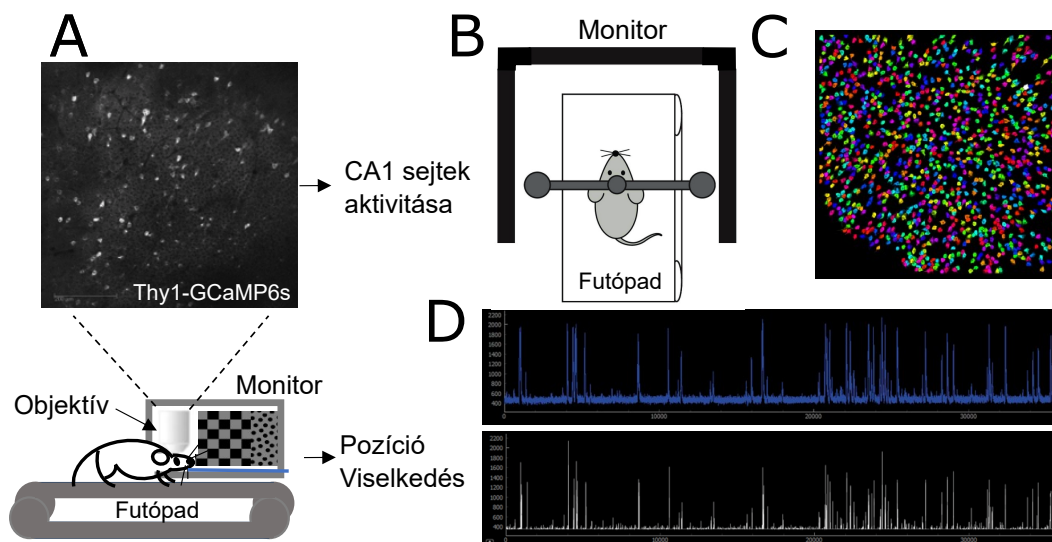 A
Thy1-GCaMP6s
CA1 sejtek
aktivitása
Objektív
Monitor
Futópad
Pozíció
Viselkedés
B
Monitor
Futópad
C
D
2200
2000
1800
1600
1400
1200
1000
800
600
400
0
10000
20000
30000
2200
2000
1800
1600
1400
1200
1000
800
600
400
0
10000
20000
30000